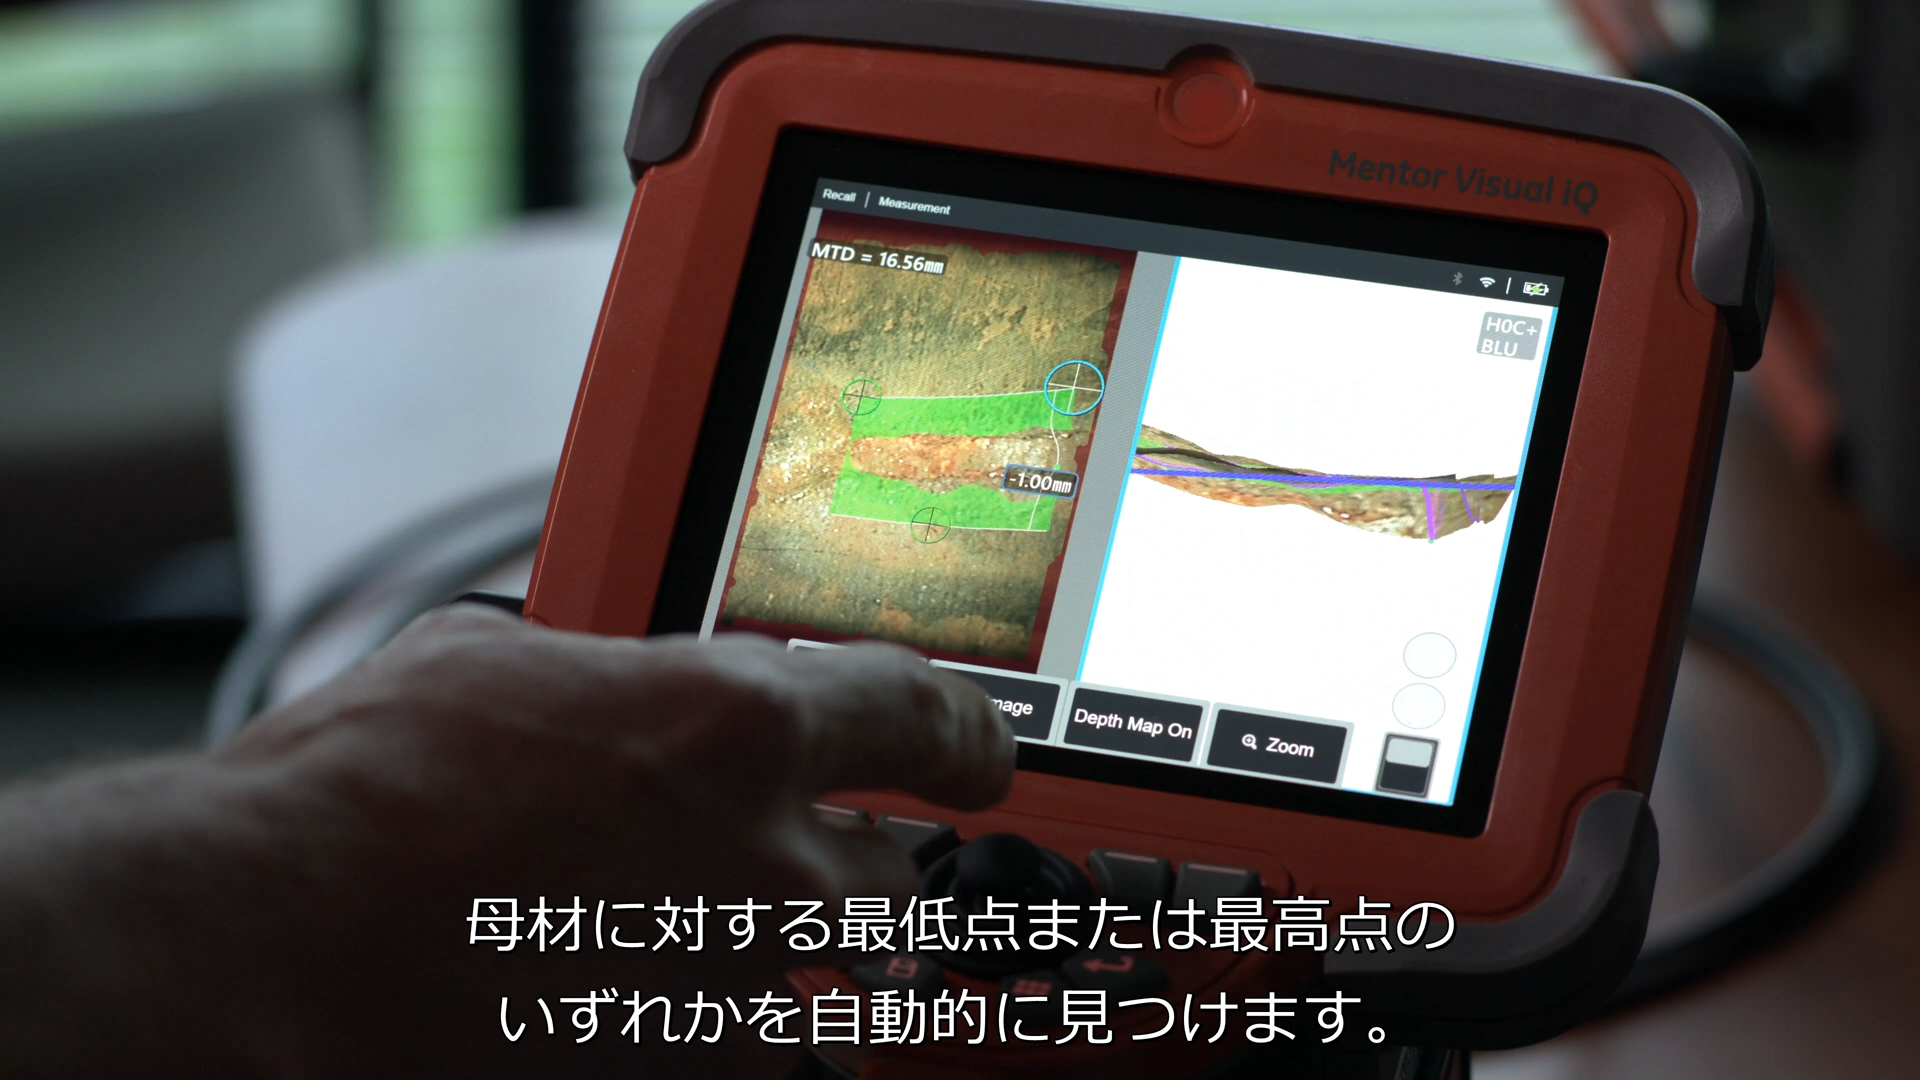 Mentor Visual iQ
Recall | Measurement
MTD = 16.56mm
H0C+
BLU
-1.00mm
Depth Map On
Zoom
母材に対する最低点または最高点の
いずれかを自動的に見つけます。